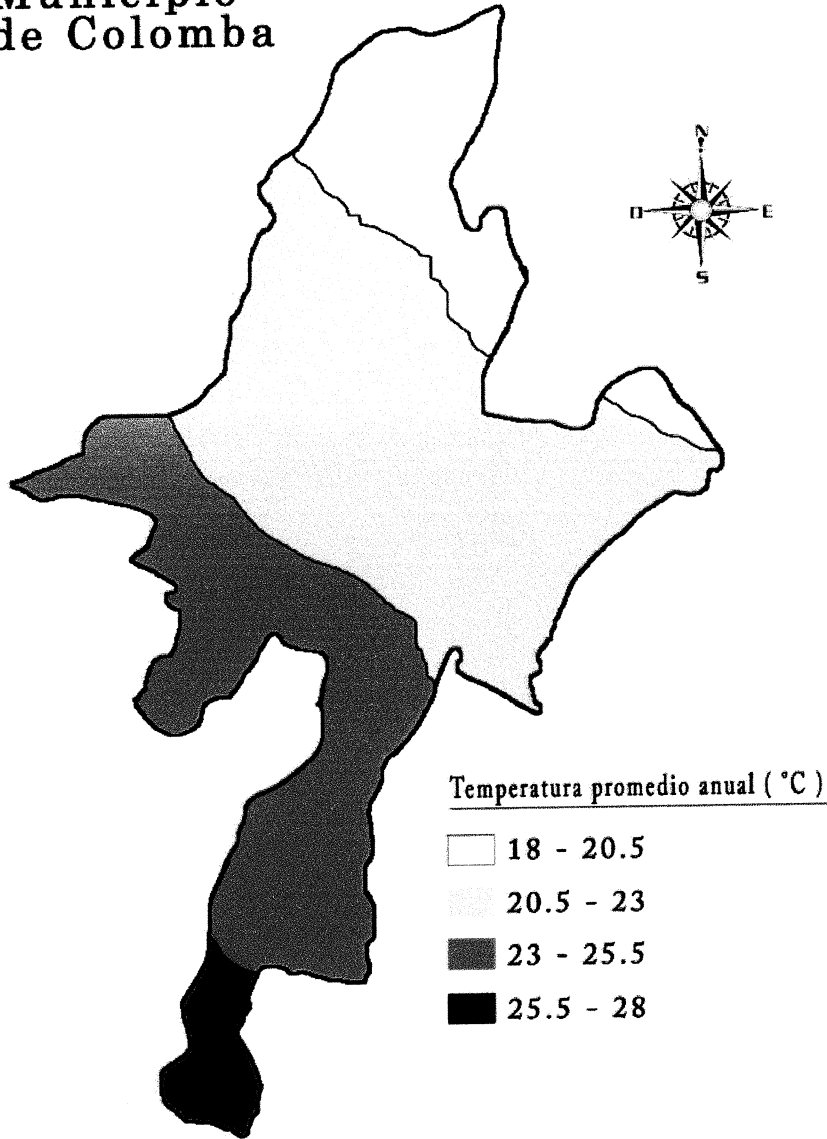 Municipio
de Colomba
N
O E
S
Temperatura promedio anual ( °C )
18 - 20.5
20.5 - 23
23 - 25.5
25.5 - 28